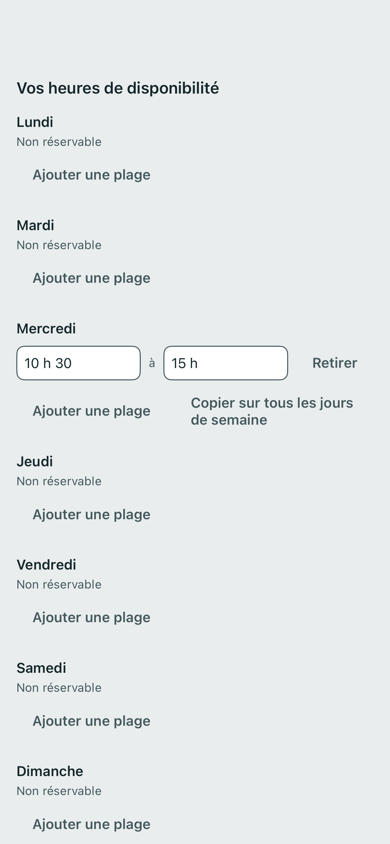 Vos heures de disponibilité
Lundi
Non réservable
Ajouter une plage
Mardi
Non réservable
Ajouter une plage
Mercredi
10 h 30 à 15 h Retirer
Ajouter une plage
Copier sur tous les jours
de semaine
Jeudi
Non réservable
Ajouter une plage
Vendredi
Non réservable
Ajouter une plage
Samedi
Non réservable
Ajouter une plage
Dimanche
Non réservable
Ajouter une plage